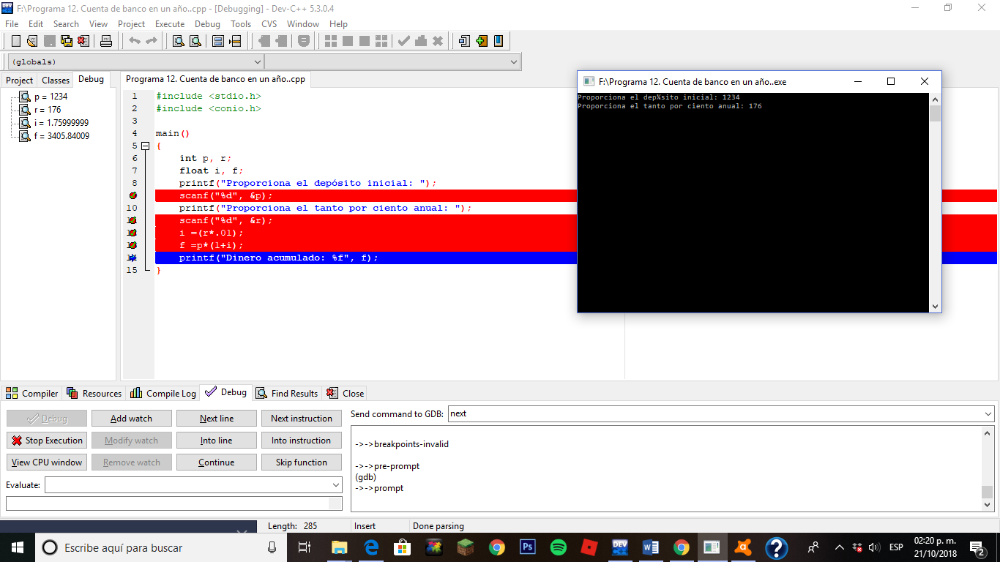 F:\Programa 12. Cuenta de banco en un año..cpp - [Debugging] - Dev-C++ 5.3.0.4
File Edit Search View Project Execute Debug Tools CVS Window Help
(globals)
Project Classes Debug
p = 1234
r = 176
i = 1.75999999
f = 3405.84009
Programa 12. Cuenta de banco en un año..cpp
1 #include <stdio.h>
2 #include <conio.h>
3
4 main()
5 {
6 int p, r;
7 float i, f;
8 printf("Proporciona el depósito inicial: ");
scanf("%d", &p);
10 printf("Proporciona el tanto por ciento anual: ");
scanf("%d", &r);
i =(r*.01);
f =p*(1+i);
printf("Dinero acumulado: %f", f);
15 }
F:\Programa 12. Cuenta de banco en un año..exe
Proporciona el dep%sito inicial: 1234
Proporciona el tanto por ciento anual: 176
Compiler Resources Compile Log Debug Find Results Close
Debug Add watch Next line Next instruction
Stop Execution Modify watch Into line Into instruction
View CPU window Remove watch Continue Skip function
Evaluate:
Send command to GDB: next
->->breakpoints-invalid
->->pre-prompt
(gdb)
->->prompt
Length: 285 Insert Done parsing
Escribe aquí para buscar
DEV
Ps
DEV
C++
ESP
02:20 p. m.
21/10/2018
2